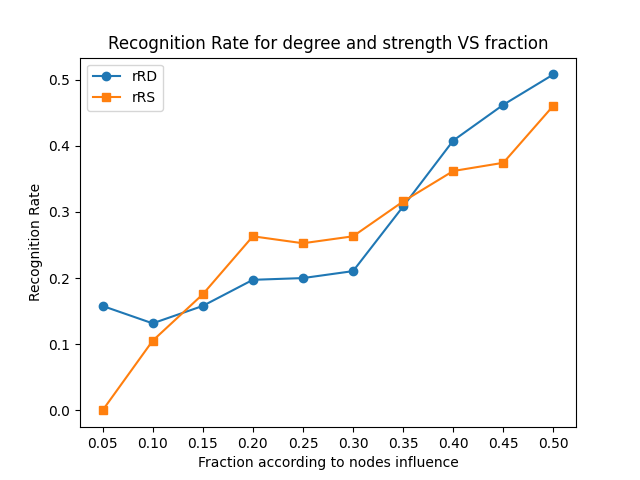 Recognition Rate for degree and strength VS fraction
rRD
rRS
0.5
0.4
0.3
0.2
0.1
0.0
Recognition Rate
0.05 0.10 0.15 0.20 0.25 0.30 0.35 0.40 0.45 0.50
Fraction according to nodes influence